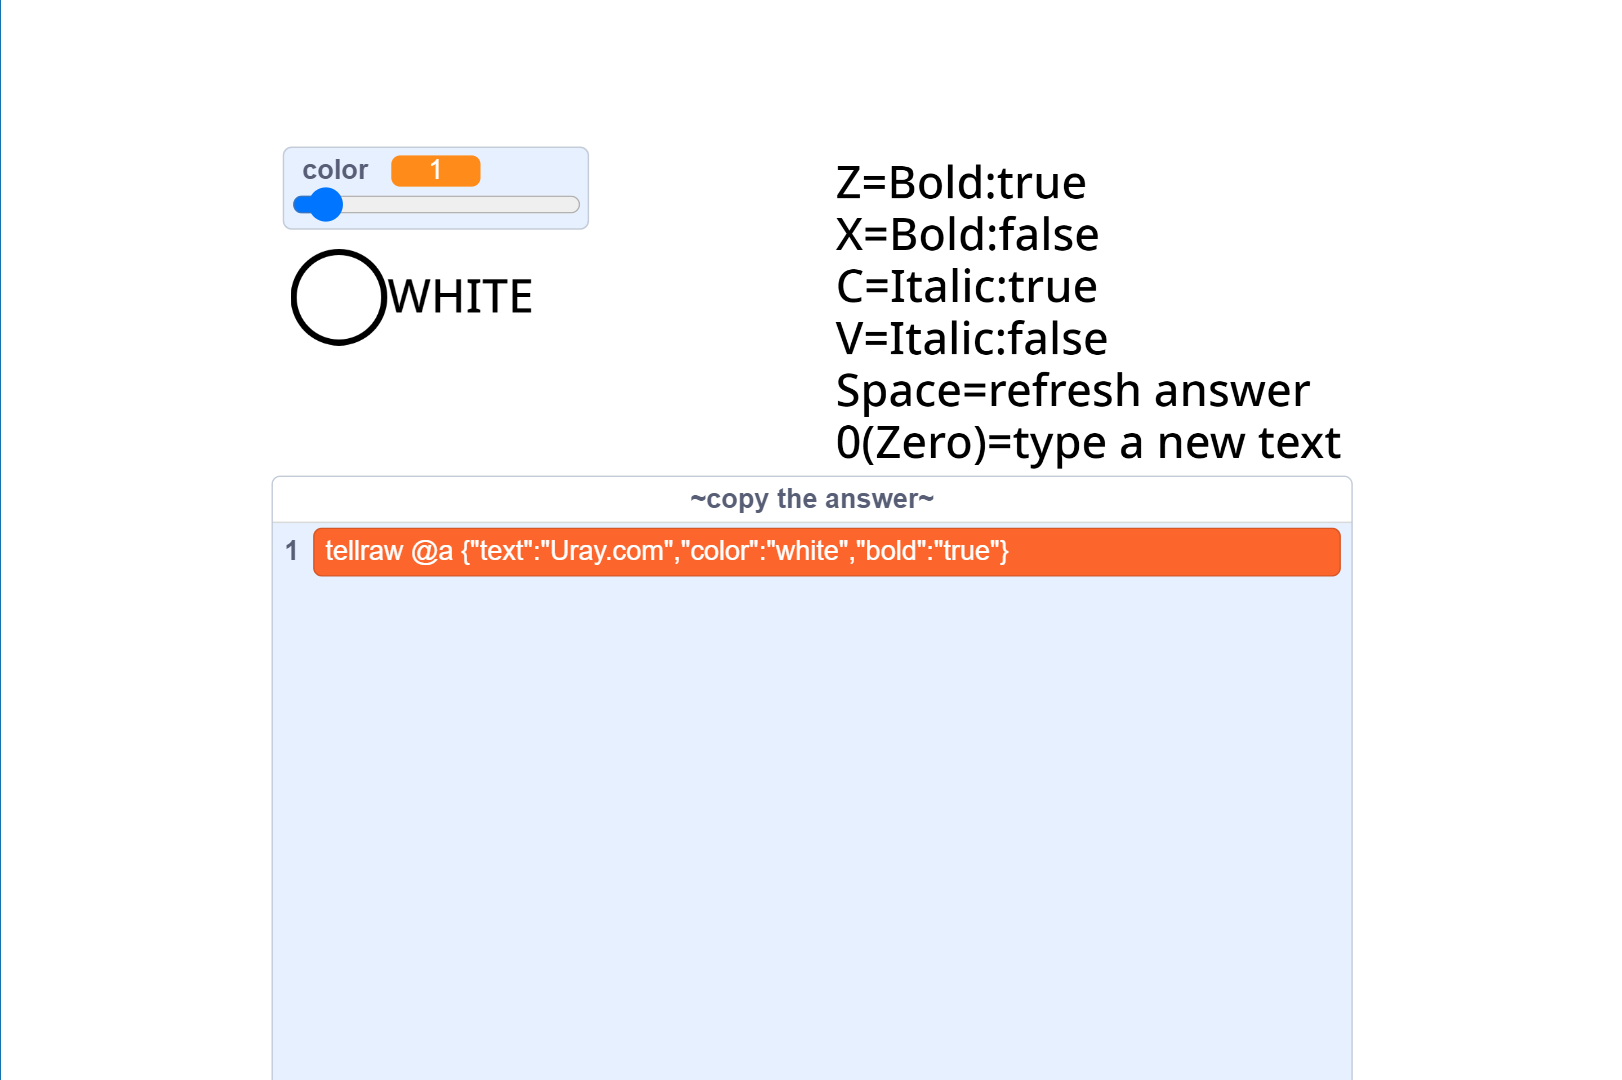 color 1
WHITE
Z=Bold:true
X=Bold:false
C=Italic:true
V=Italic:false
Space=refresh answer
0(Zero)=type a new text
~copy the answer~
1 tellraw @a {"text":"Uray.com","color":"white","bold":"true"}